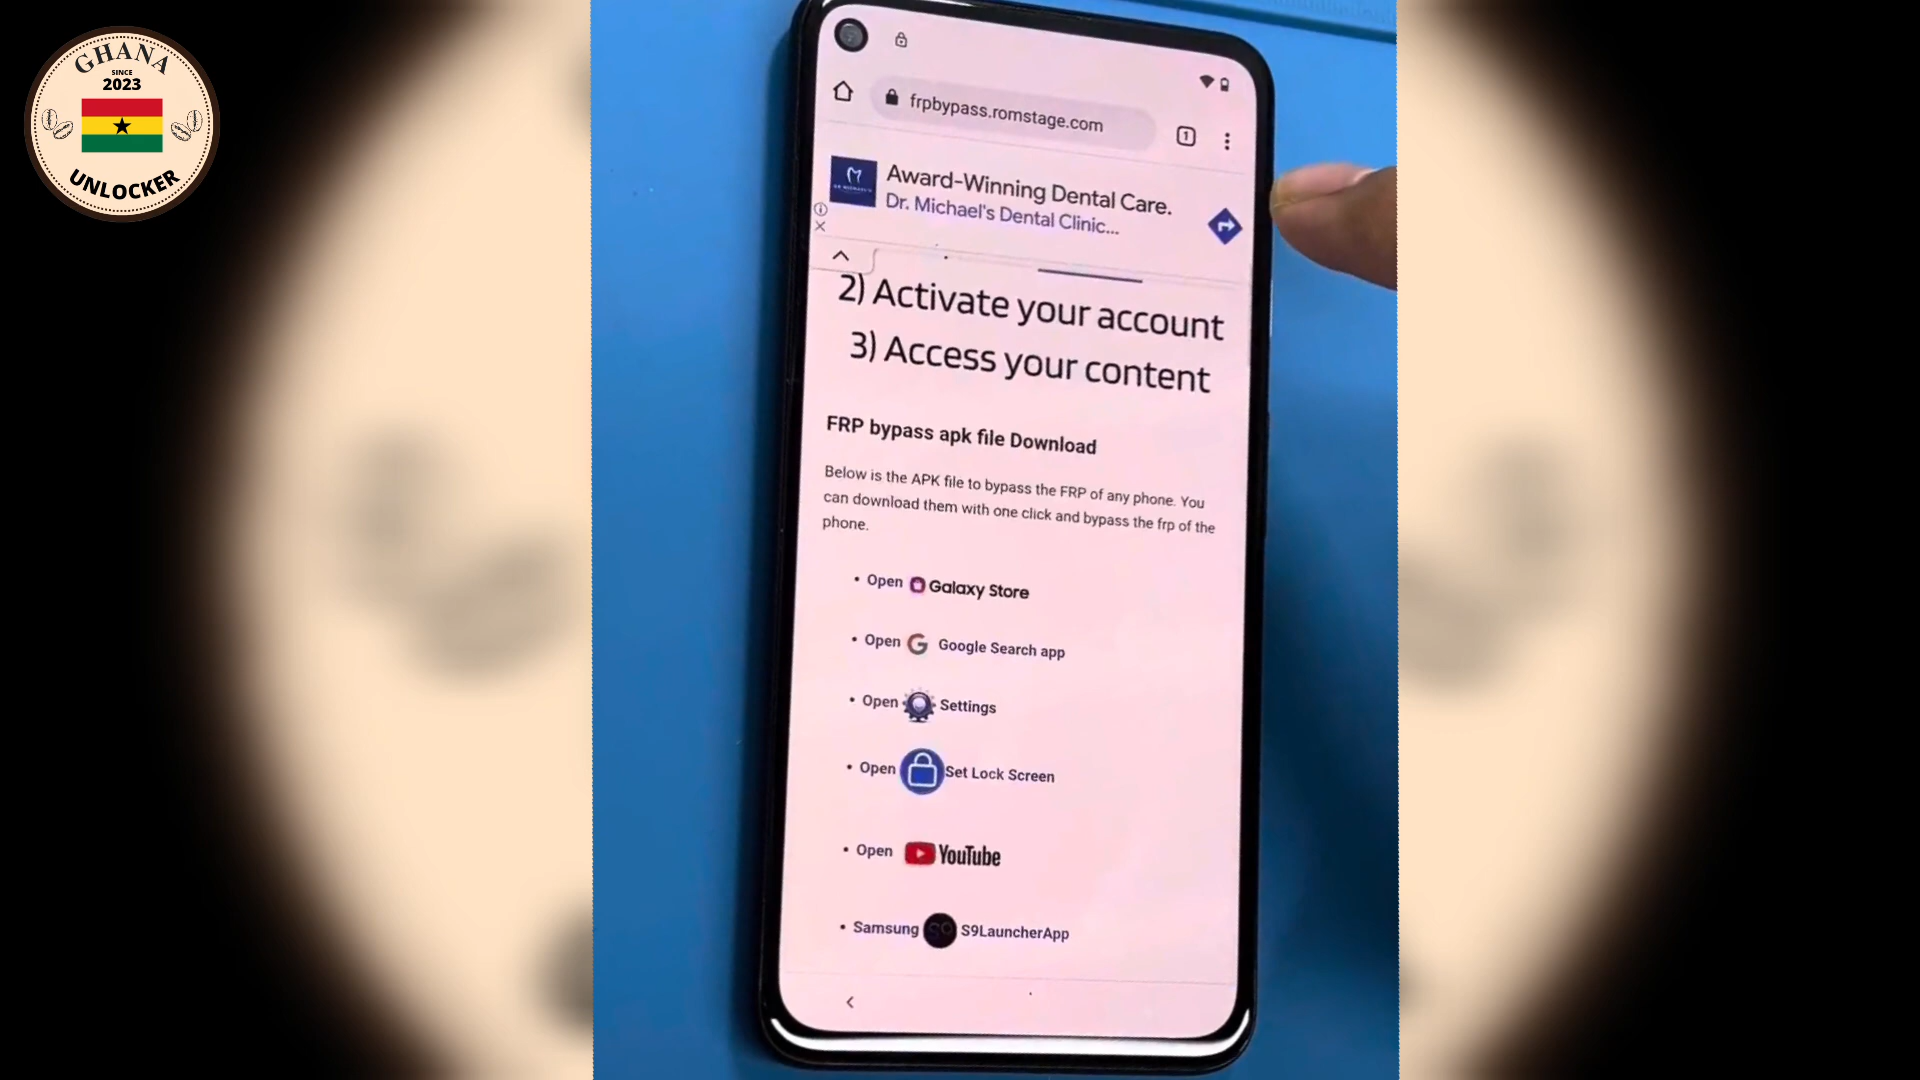 GHANA
SINCE
2023
UNLOCKER
frpbypass.romstage.com
1
Award-Winning Dental Care.
Dr. Michael's Dental Clinic...
2) Activate your account
3) Access your content
FRP bypass apk file Download
Below is the APK file to bypass the FRP of any phone. You
can download them with one click and bypass the frp of the
phone.
• Open Galaxy Store
• Open G Google Search app
• Open Settings
• Open Set Lock Screen
• Open YouTube
• Samsung S9 S9LauncherApp